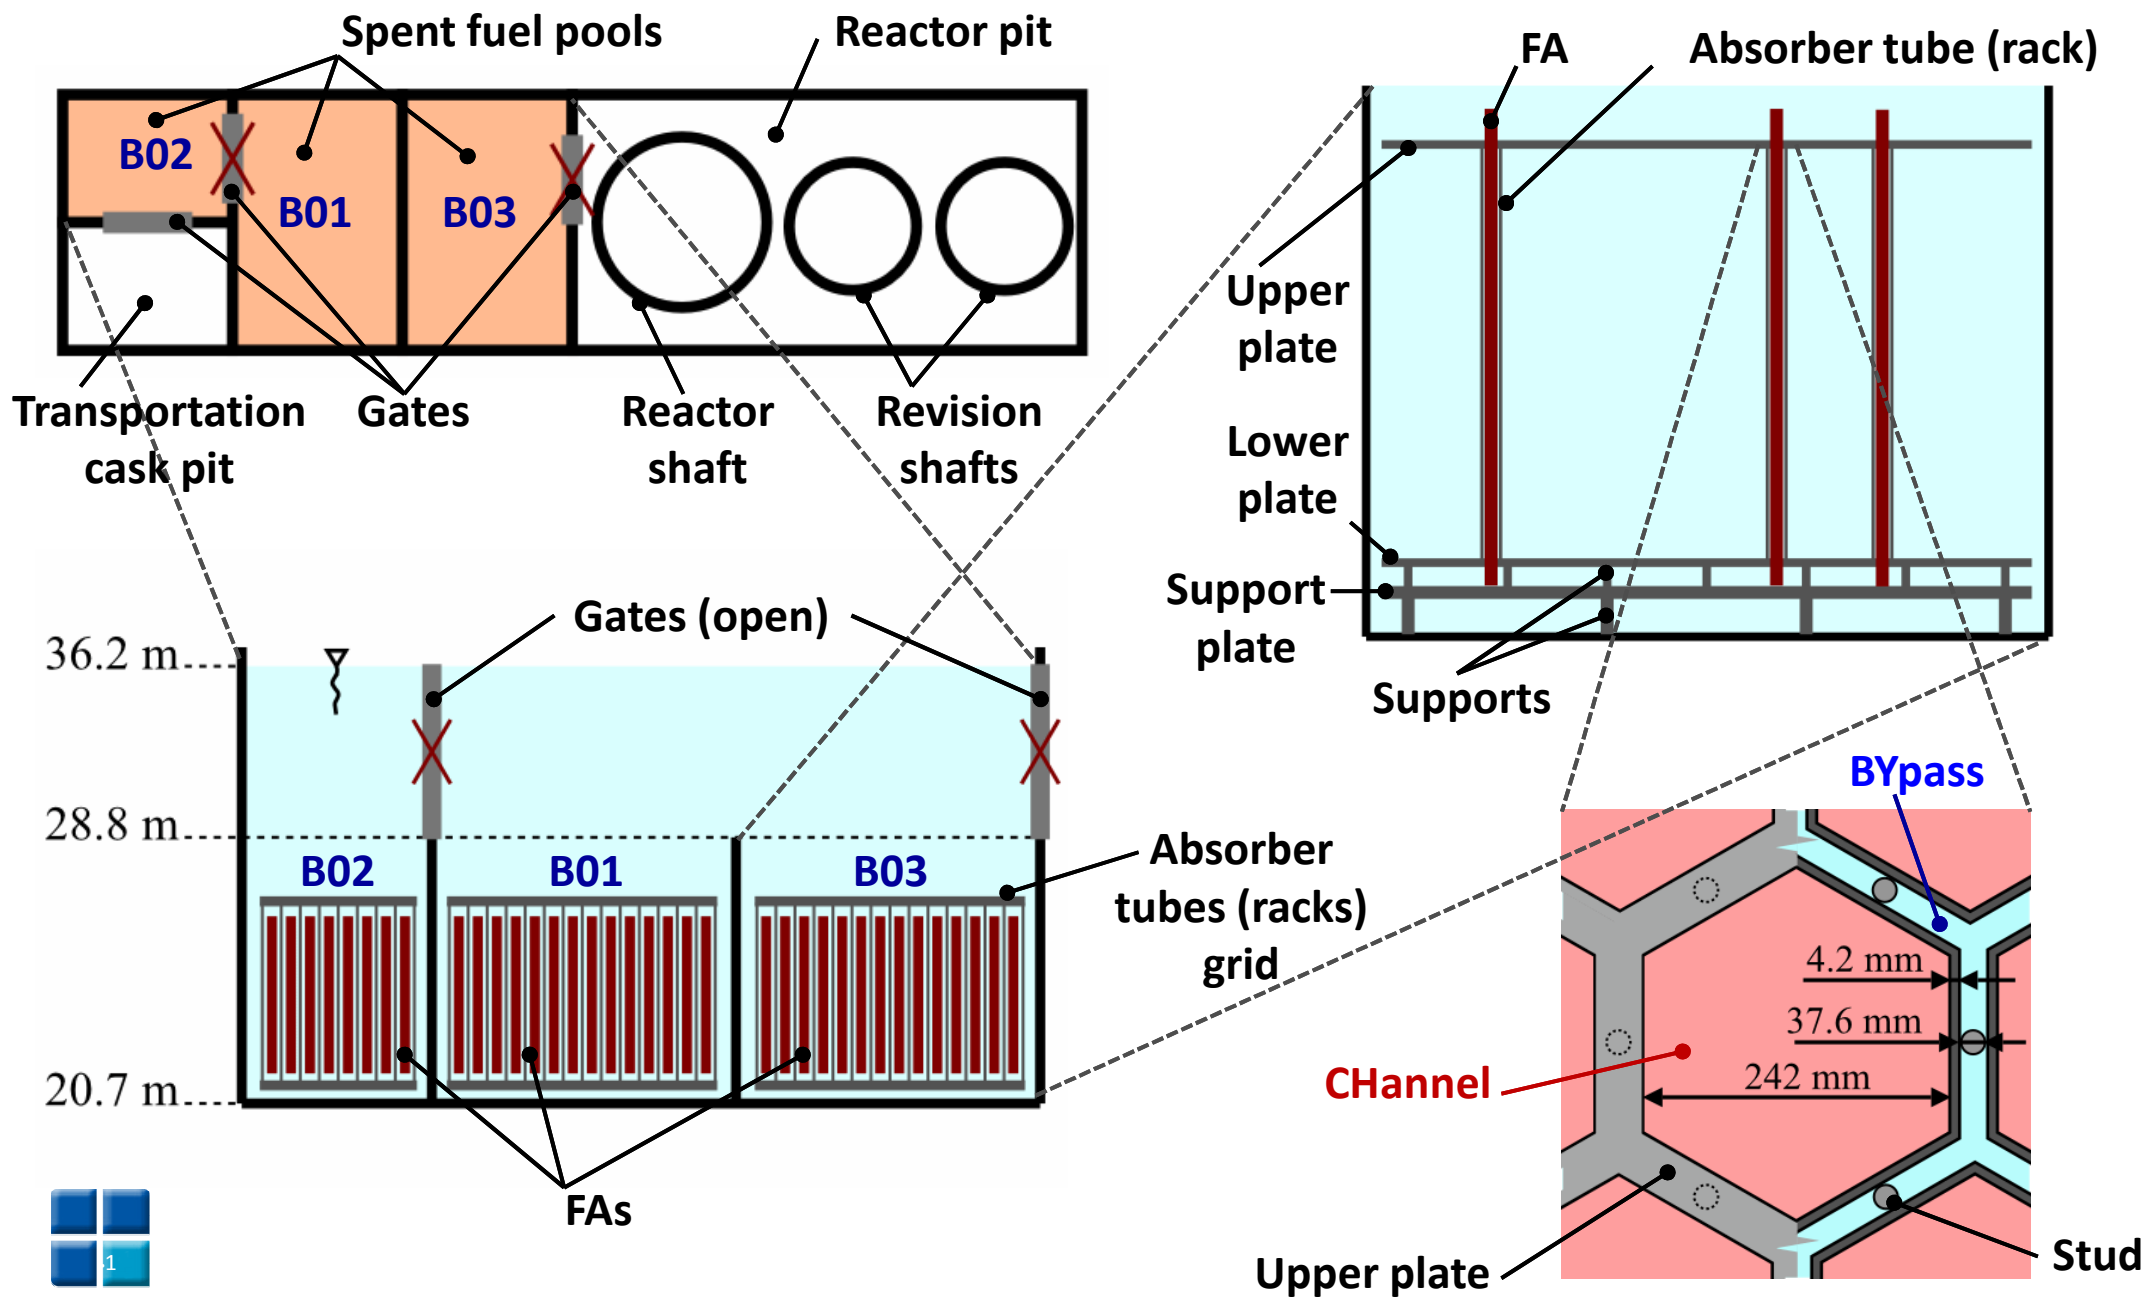 Spent fuel pools
Reactor pit
B02
B01
B03
Transportation
cask pit
Gates
Reactor
shaft
Revision
shafts
FA
Absorber tube (rack)
Upper
plate
Lower
plate
Support
plate
Supports
Gates (open)
36.2 m
28.8 m
20.7 m
B02
B01
B03
Absorber
tubes (racks)
grid
FAs
BYpass
4.2 mm
37.6 mm
242 mm
CHannel
Upper plate
Stud